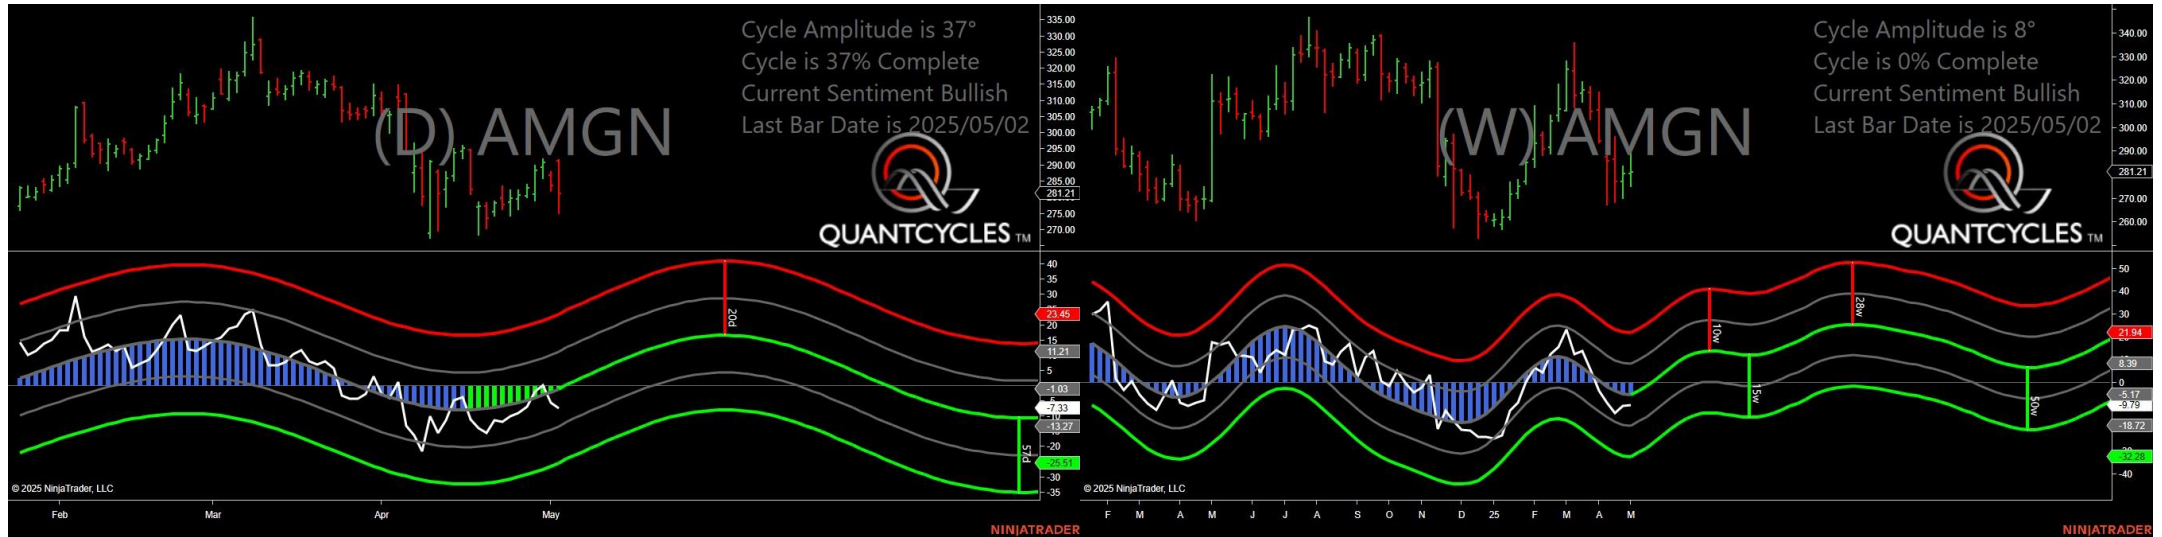 Cycle Amplitude is 37°
Cycle is 37% Complete
Current Sentiment Bullish
Last Bar Date is 2025/05/02
(D) AMGN
QUANTCYCLES TM
335.00
330.00
325.00
320.00
315.00
310.00
305.00
300.00
295.00
290.00
285.00
281.21
275.00
270.00
40
35
30
23.45
20
15
11.21
5
-1.03
-7.33
-13.27
-20
-25.51
-30
-35
20d
57d
© 2025 NinjaTrader, LLC
Feb
Mar
Apr
May
NINJATRADER
Cycle Amplitude is 8°
Cycle is 0% Complete
Current Sentiment Bullish
Last Bar Date is 2025/05/02
(W) AMGN
QUANTCYCLES TM
340.00
330.00
320.00
310.00
300.00
290.00
281.21
270.00
260.00
50
40
30
21.94
8.39
0
-5.17
-9.79
-18.72
-32.28
-40
10w
15w
28w
50w
© 2025 NinjaTrader, LLC
F
M
A
M
J
J
A
S
O
N
D
25
F
M
A
M
NINJATRADER